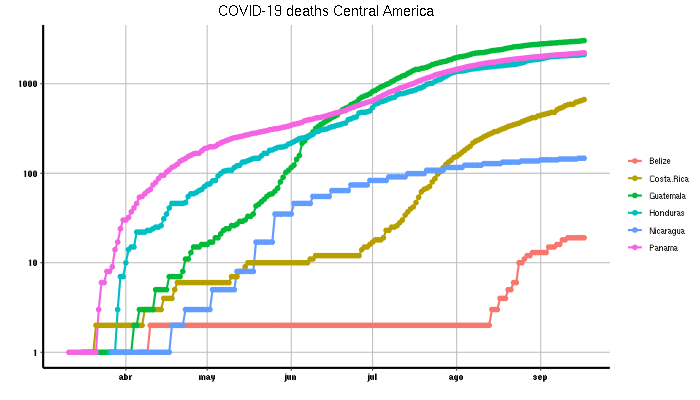 COVID-19 deaths Central America
1000
100
10
1
abr may jun jul ago sep
Belize
Costa.Rica
Guatemala
Honduras
Nicaragua
Panama